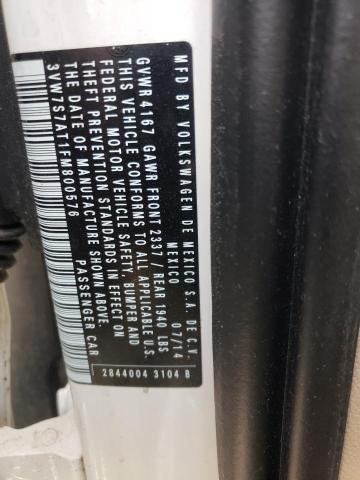 MFD BY VOLKSWAGEN DE MEXICO S.A. DE C.V.
MEXICO 07/14
GVWR 4167 GAWR FRONT 2337 / REAR 1940 LBS
THIS VEHICLE CONFORMS TO ALL APPLICABLE U.S.
FEDERAL MOTOR VEHICLE SAFETY, BUMPER AND
THEFT PREVENTION STANDARDS IN EFFECT ON
THE DATE OF MANUFACTURE SHOWN ABOVE.
3VW7S7AT1FM800576 PASSENGER CAR
2844004 3104 B